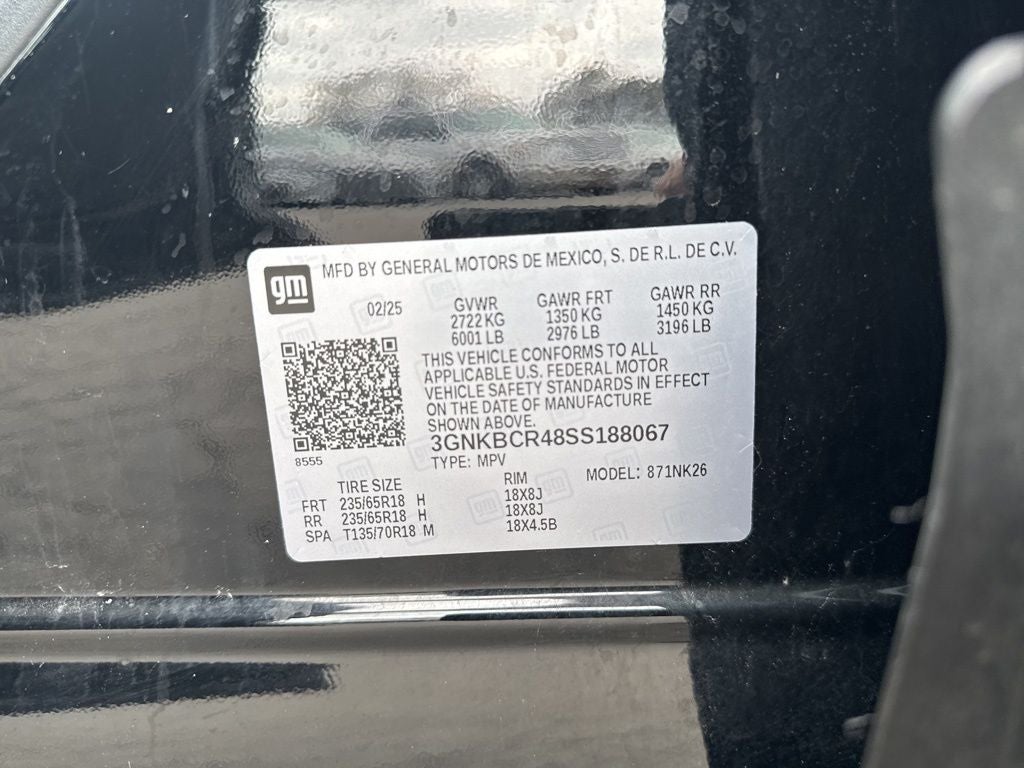 gm
MFD BY GENERAL MOTORS DE MEXICO, S. DE R.L. DE C.V.
02/25 GVWR GAWR FRT GAWR RR
2722 KG 1350 KG 1450 KG
6001 LB 2976 LB 3196 LB
THIS VEHICLE CONFORMS TO ALL
APPLICABLE U.S. FEDERAL MOTOR
VEHICLE SAFETY STANDARDS IN EFFECT
ON THE DATE OF MANUFACTURE
SHOWN ABOVE.
8555
3GNKBCR48SS188067
TYPE: MPV MODEL: 871NK26
TIRE SIZE RIM
FRT 235/65R18 H 18X8J
RR 235/65R18 H 18X8J
SPA T135/70R18 M 18X4.5B